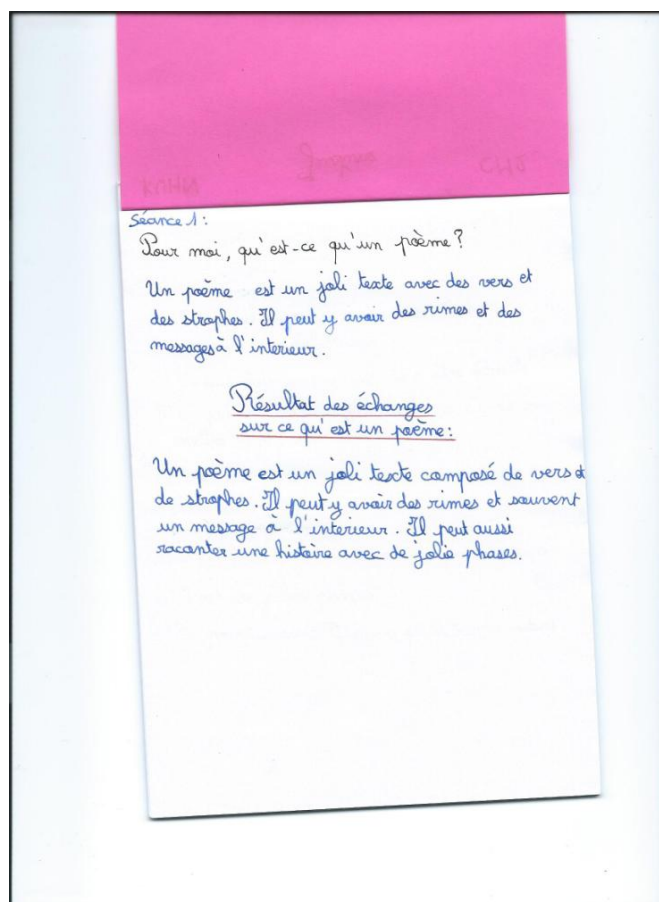 Séance 1 :
Pour moi, qu'est-ce qu'un poème ?
Un poème est un joli texte avec des vers et
des strophes. Il peut y avoir des rimes et des
messages à l'interieur.
Résultat des échanges
sur ce qu'est un poème :
Un poème est un joli texte composé de vers et
de strophes. Il peut y avoir des rimes et souvent
un message à l'interieur. Il peut aussi
raconter une histoire avec de jolie phases.